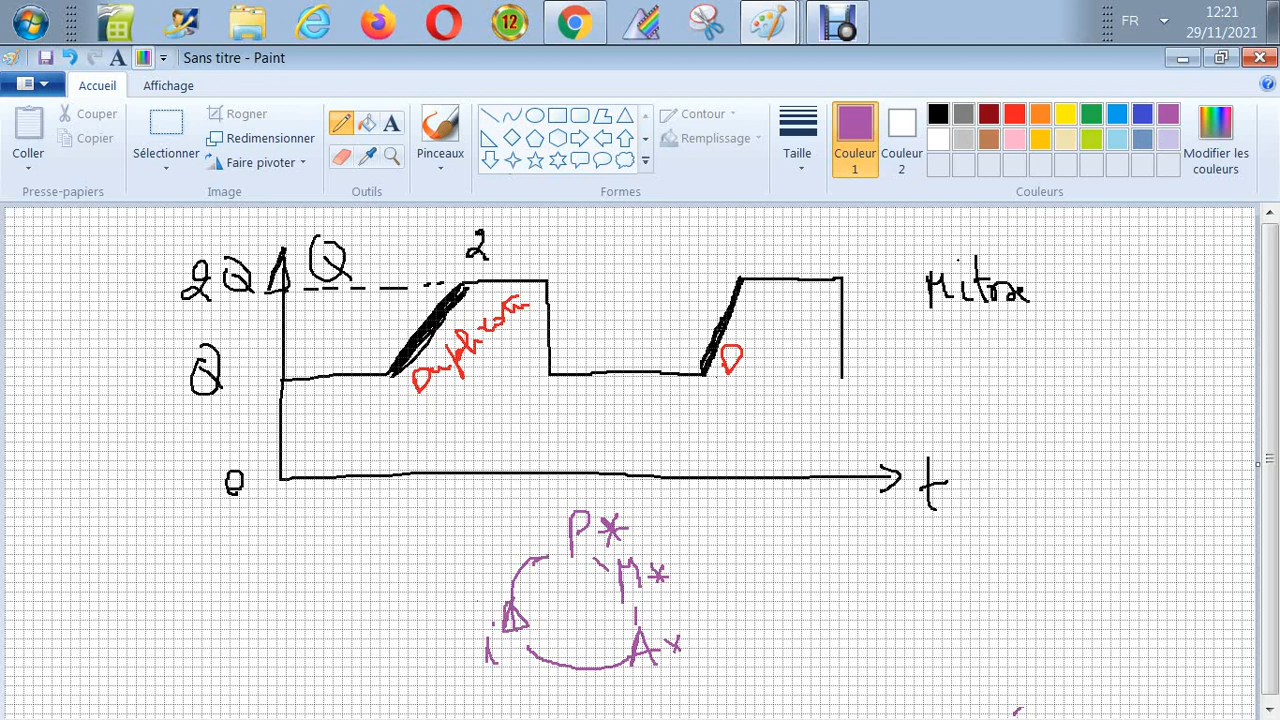 12
FR
12:21
29/11/2021
Sans titre - Paint
Accueil
Affichage
Couper
Copier
Coller
Presse-papiers
Sélectionner
Rogner
Redimensionner
Faire pivoter
Image
Outils
Pinceaux
Contour
Remplissage
Formes
Taille
Couleur 1
Couleur 2
Modifier les couleurs
Couleurs
2Q
Q
2
Q
D
0
t
P*
M*
A*